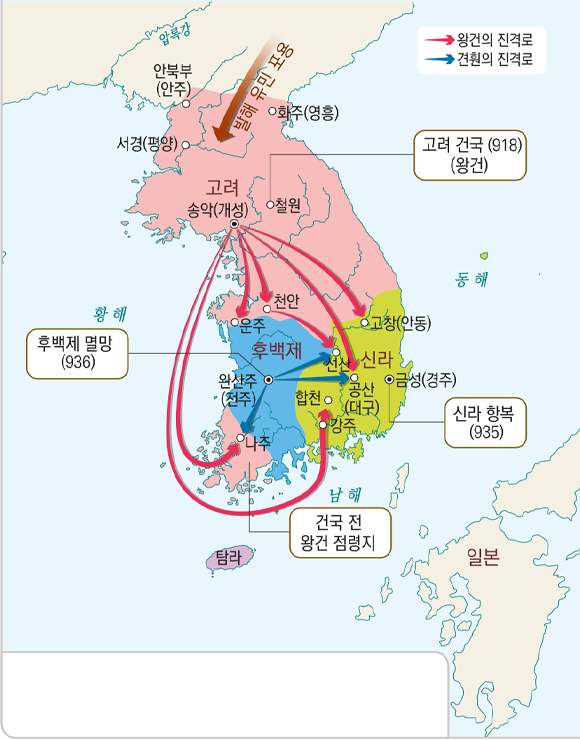 압록강
왕건의 진격로
견훤의 진격로
발해 유민 포용
안북부
(안주)
화주(영흥)
서경(평양)
고려 건국 (918)
(왕건)
고려
송악(개성)
철원
동해
황해
천안
운주
고창(안동)
후백제 멸망
(936)
후백제
신라
선산
완산주
(전주)
공산
(대구)
금성(경주)
합천
강주
신라 항복
(935)
나주
남해
건국 전
왕건 점령지
탐라
일본